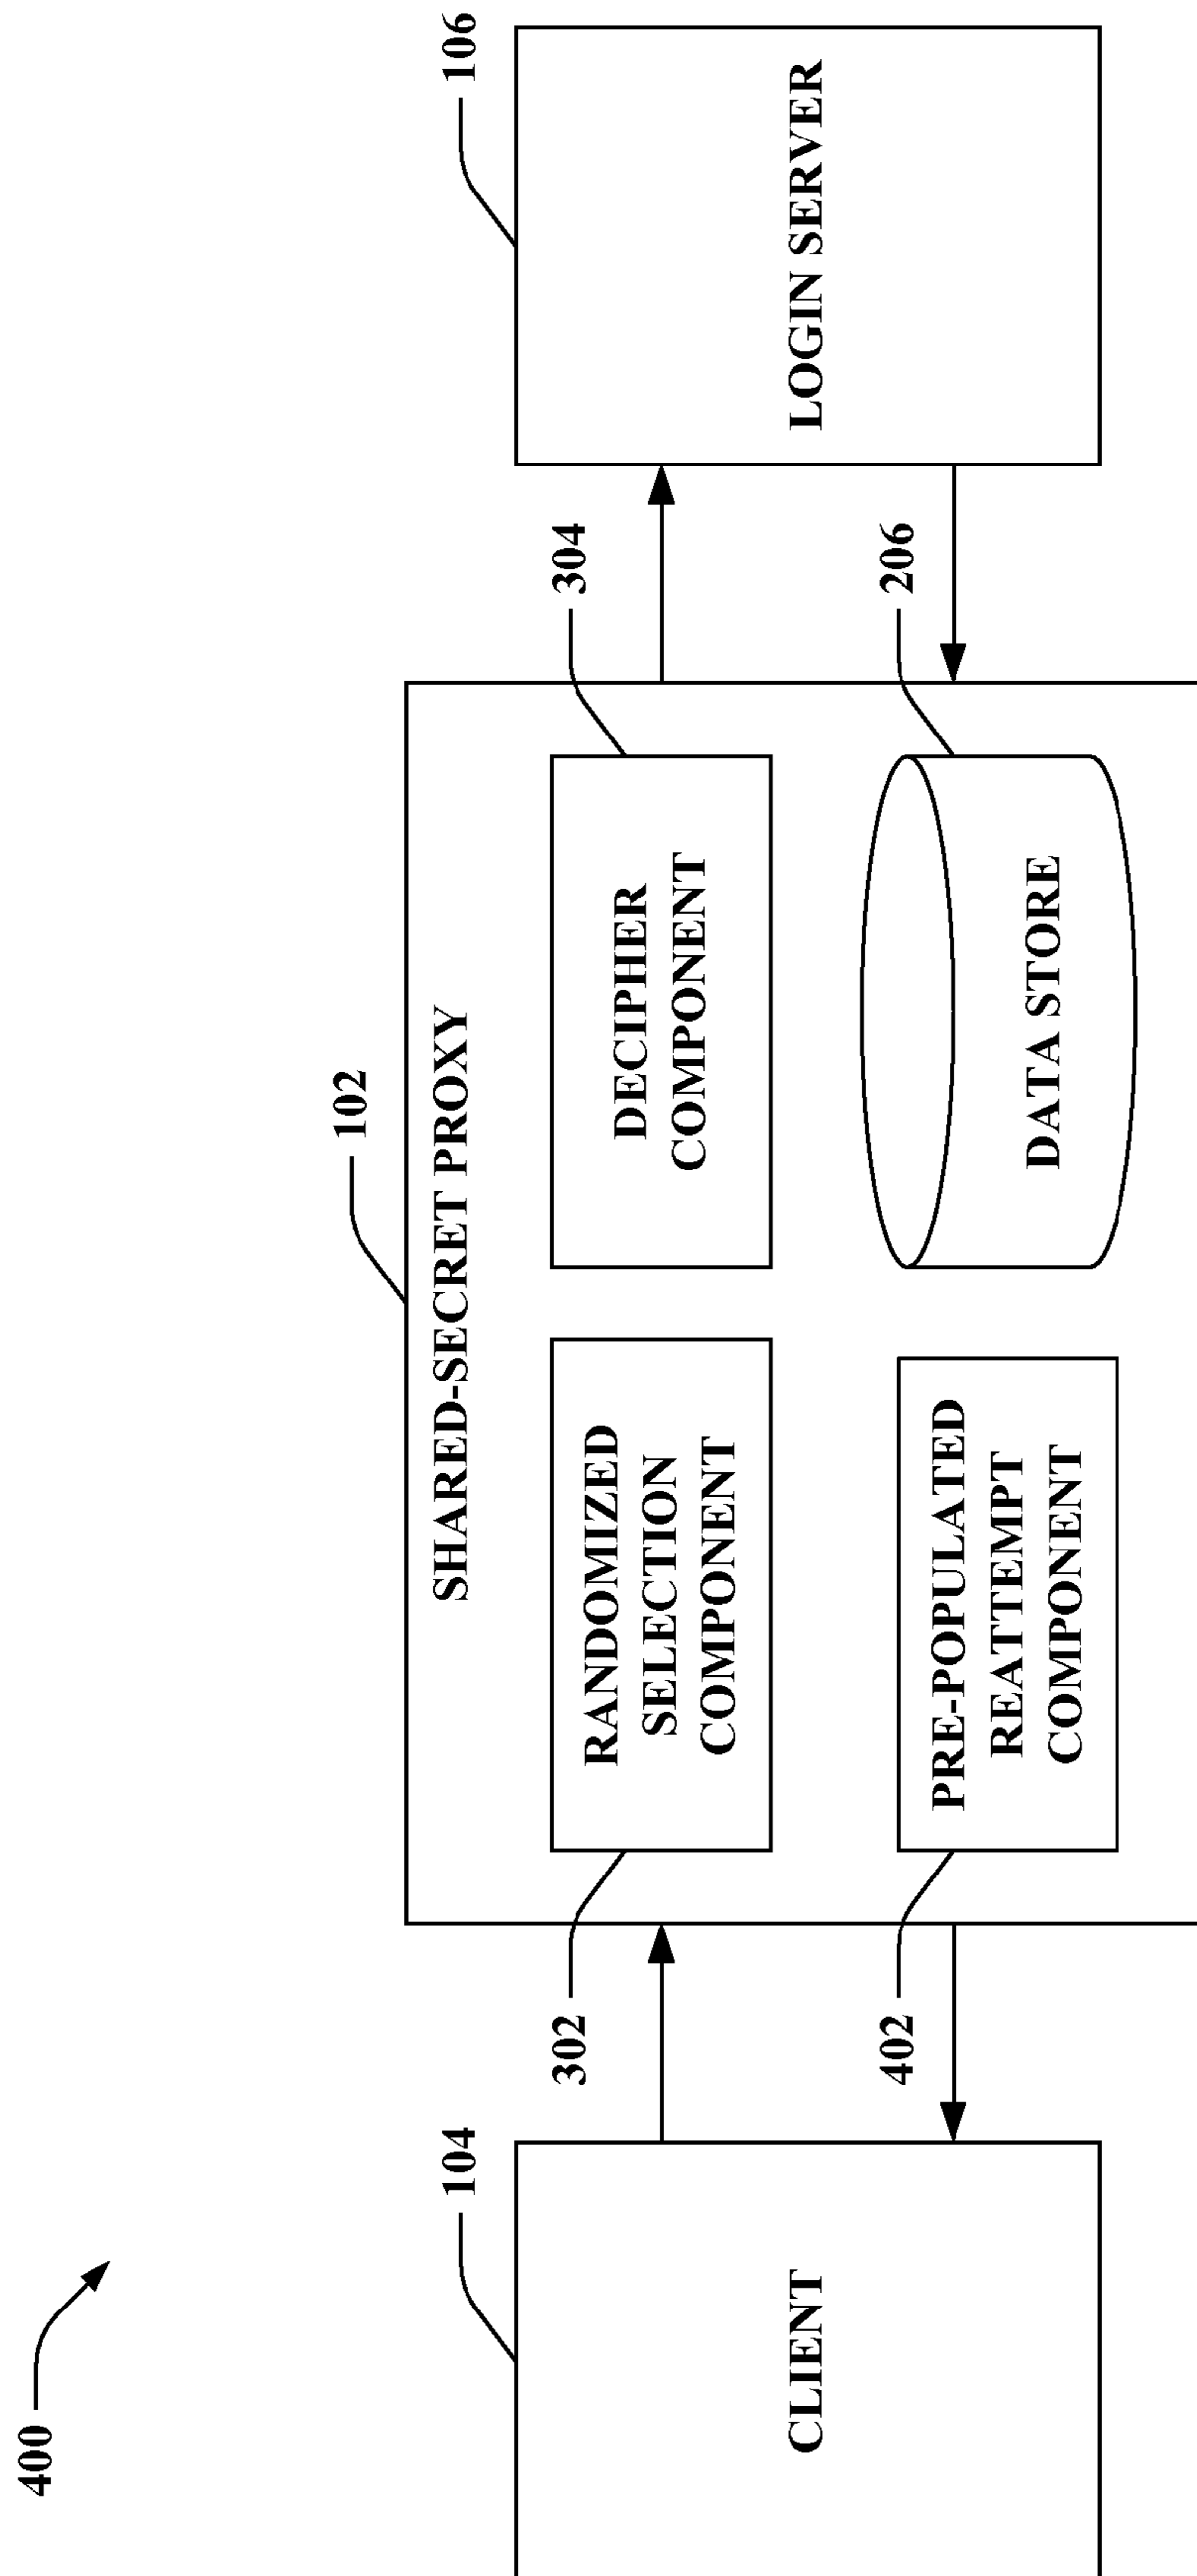 400
102
SHARED-SECRET PROXY
104
CLIENT
302
RANDOMIZED
SELECTION
COMPONENT
304
DECIPHER
COMPONENT
106
LOGIN SERVER
402
PRE-POPULATED
REATTEMPT
COMPONENT
206
DATA STORE